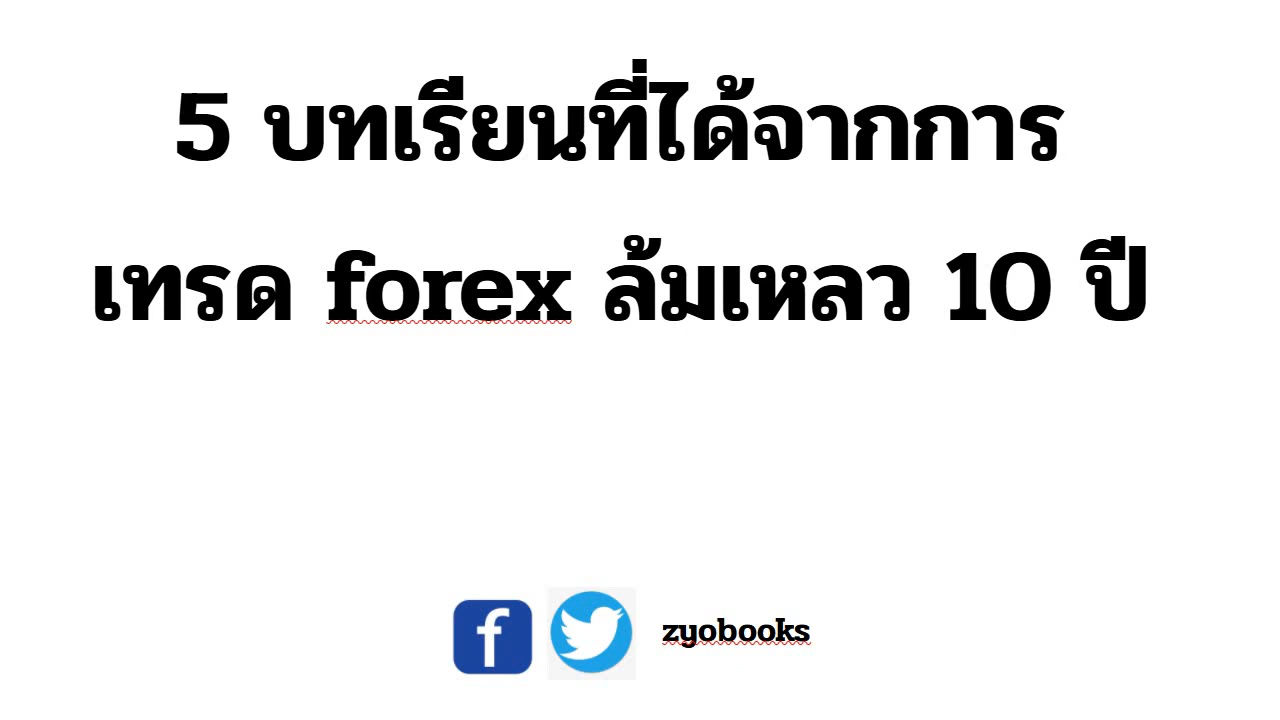 5 บทเรียนที่ได้จากการ
เทรด forex ล้มเหลว 10 ปี
f
zyobooks